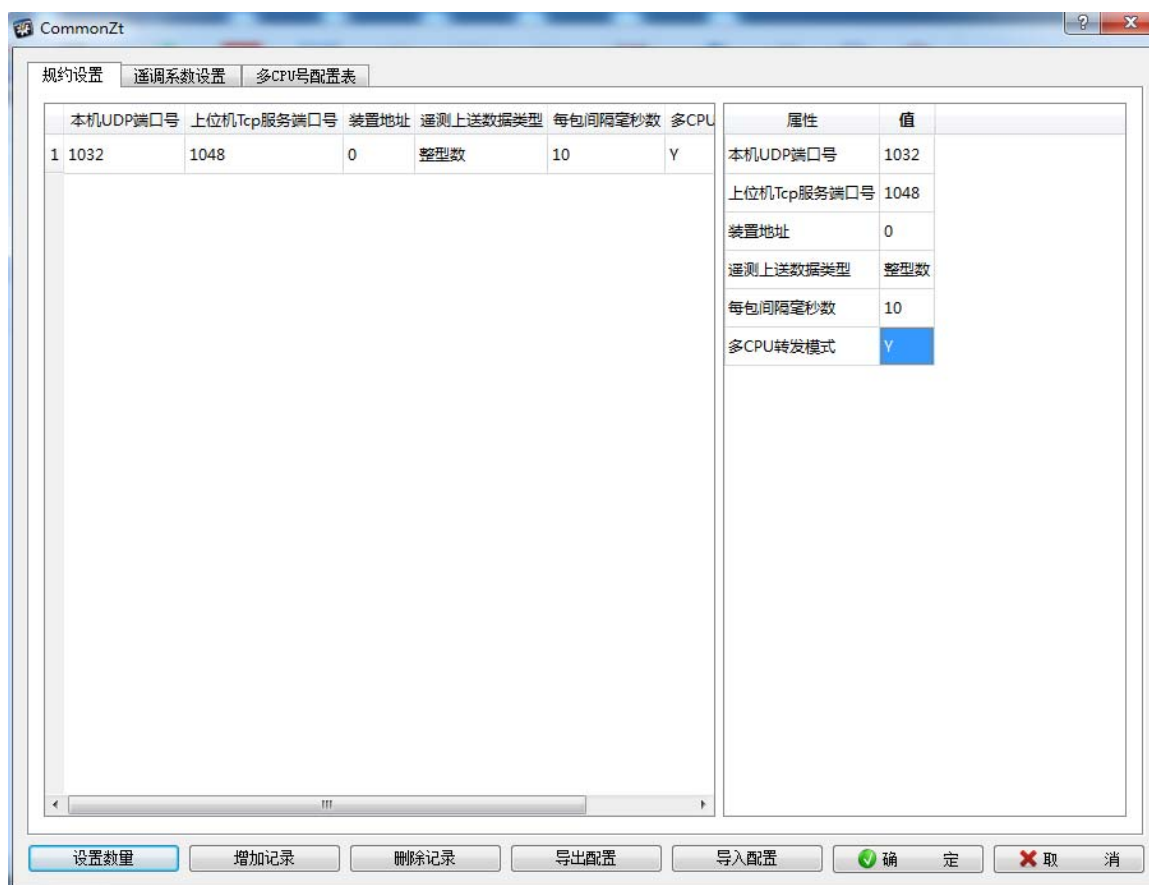 CommonZt
规约设置 遥调系数设置 多CPU号配置表
本机UDP端口号 上位机Tcp服务端口号 装置地址 遥测上送数据类型 每包间隔毫秒数 多CPU
1 1032 1048 0 整型数 10 Y
属性 值
本机UDP端口号 1032
上位机Tcp服务端口号 1048
装置地址 0
遥测上送数据类型 整型数
每包间隔毫秒数 10
多CPU转发模式 Y
设置数量 增加记录 删除记录 导出配置 导入配置 确 定 取 消